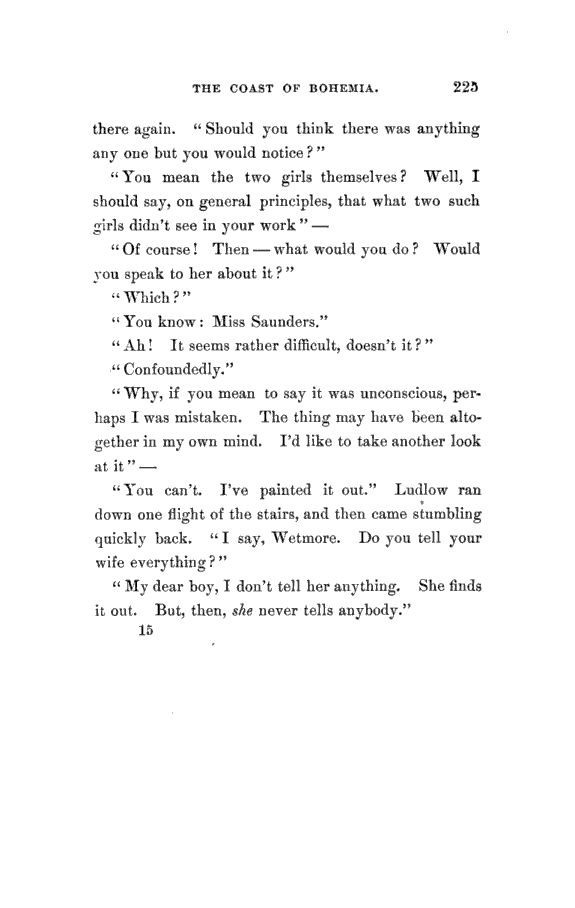 THE COAST OF BOHEMIA. 225
there again. “Should you think there was anything
any one but you would notice?”
“You mean the two girls themselves? Well, I
should say, on general principles, that what two such
girls didn’t see in your work”—
“Of course! Then—what would you do? Would
you speak to her about it?”
“Which?”
“You know: Miss Saunders.”
“Ah! It seems rather difficult, doesn’t it?”
“Confoundedly.”
“Why, if you mean to say it was unconscious, per-
haps I was mistaken. The thing may have been alto-
gether in my own mind. I’d like to take another look
at it”—
“You can’t. I’ve painted it out.” Ludlow ran
down one flight of the stairs, and then came stumbling
quickly back. “I say, Wetmore. Do you tell your
wife everything?”
“My dear boy, I don’t tell her anything. She finds
it out. But, then, she never tells anybody.”
15